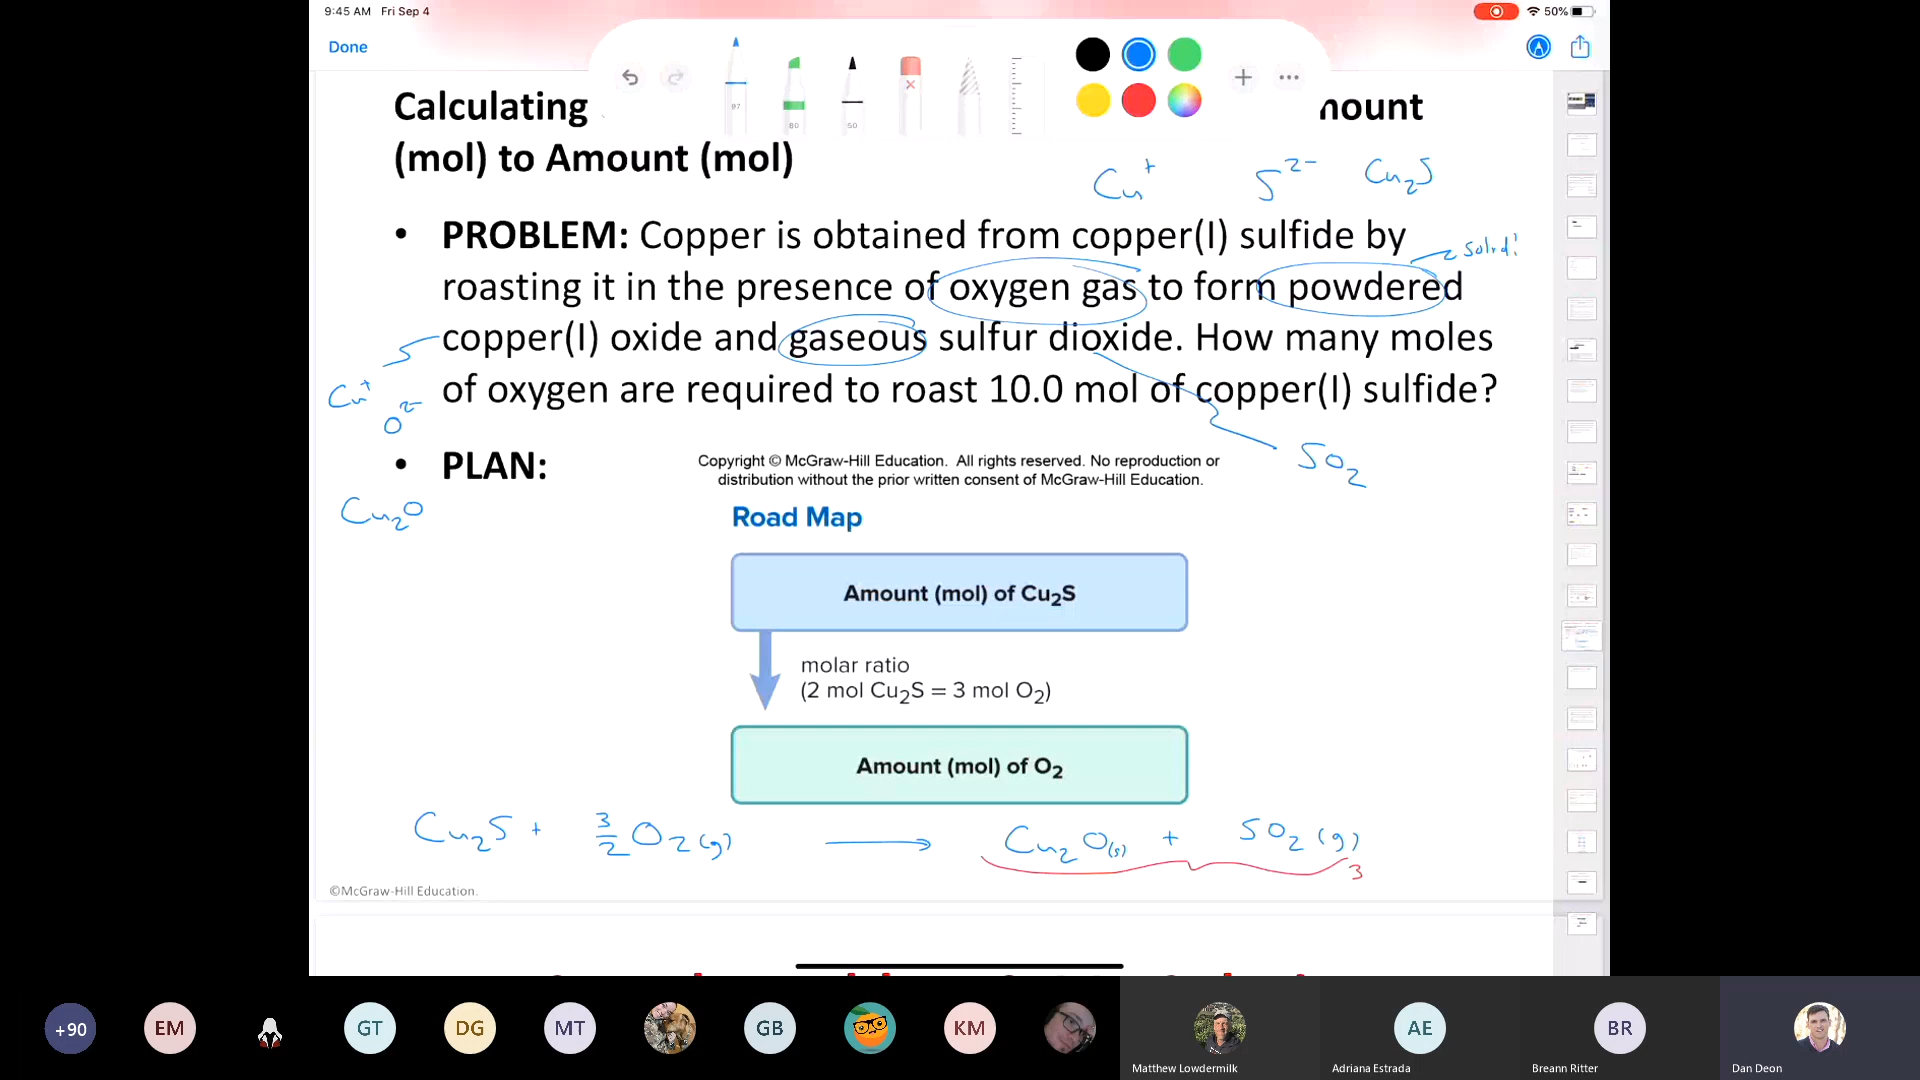 9:45 AM Fri Sep 4
50%
Done
97
80
50
Calculating
nount
(mol) to Amount (mol)
Cu⁺ S²⁻ Cu₂S
• PROBLEM: Copper is obtained from copper(I) sulfide by
solid!
roasting it in the presence of oxygen gas to form powdered
copper(I) oxide and gaseous sulfur dioxide. How many moles
of oxygen are required to roast 10.0 mol of copper(I) sulfide?
Cu⁺
O²⁻
SO₂
• PLAN:
Cu₂O
Copyright © McGraw-Hill Education. All rights reserved. No reproduction or
distribution without the prior written consent of McGraw-Hill Education.
Road Map
Amount (mol) of Cu₂S
molar ratio
(2 mol Cu₂S = 3 mol O₂)
Amount (mol) of O₂
Cu₂S + 3/2 O₂(g) → Cu₂O(s) + SO₂(g)
3
©McGraw-Hill Education.
+90
EM
GT
DG
MT
GB
KM
AE
BR
Matthew Lowdermilk
Adriana Estrada
Breann Ritter
Dan Deon